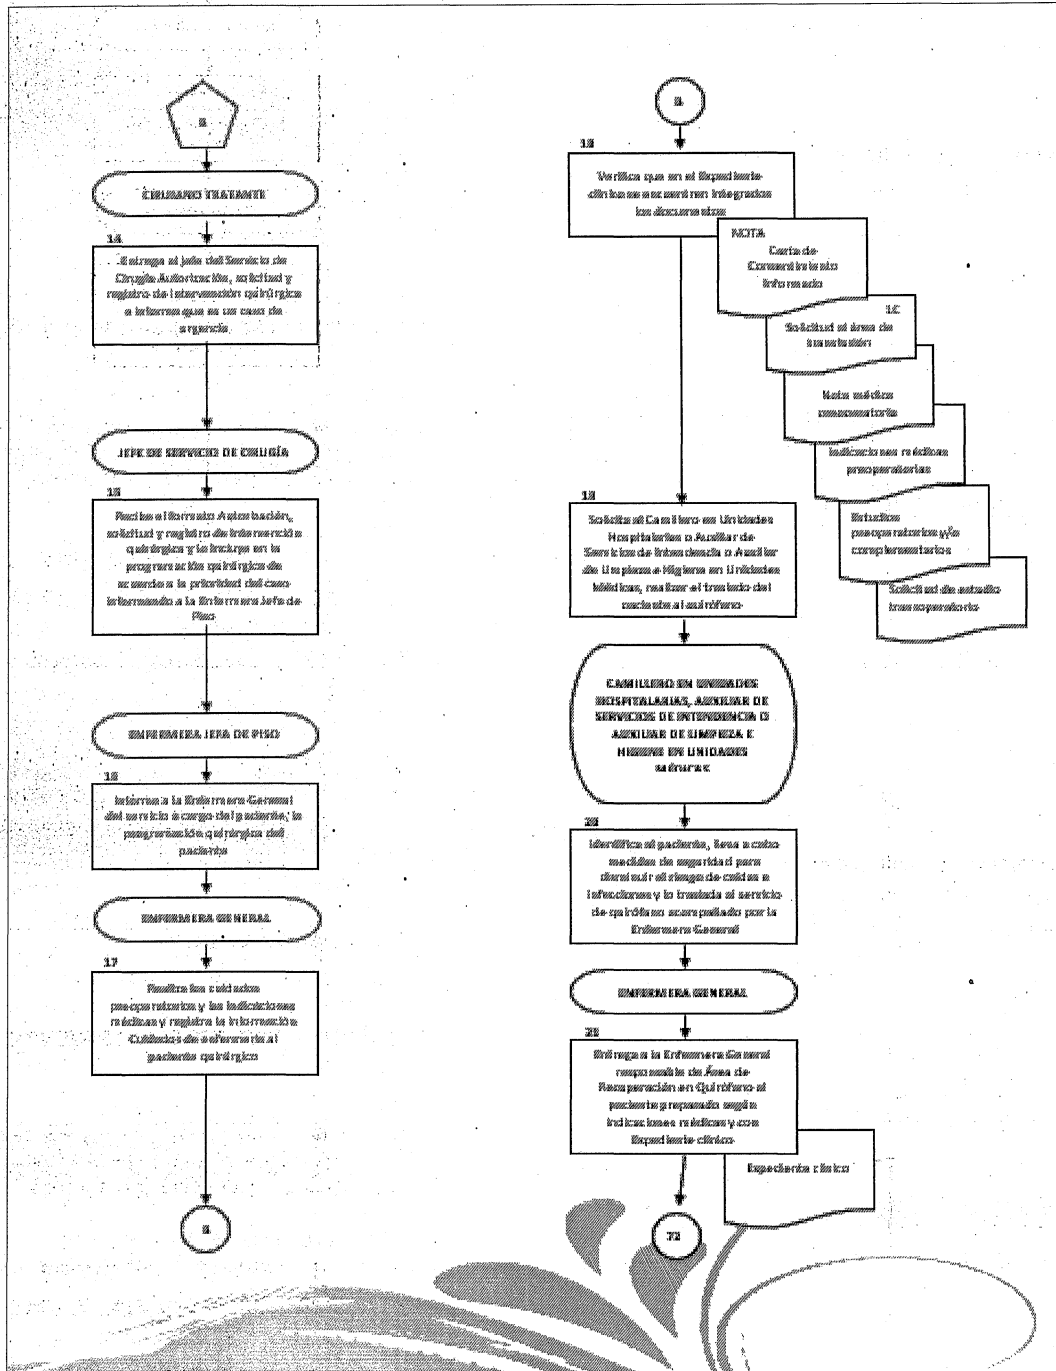 CIRUJANO TRATANTE
14
Entrega al Jefe del Servicio de
Cirugía Autorización, solicitud y
registro de Intervención quirúrgica
e informa que es un caso de
urgencia
JEFE DE SERVICIO DE CIRUGÍA
15
Recibe el formato Autorización,
solicitud y registro de intervención
quirúrgica y lo incluye en la
programación quirúrgica de
acuerdo a la prioridad del caso
informando a la Enfermera Jefe de
Piso
ENFERMERA JEFA DE PISO
16
Informa a la Enfermera General
del servicio a cargo del paciente, la
programación quirúrgica del
paciente
ENFERMERA GENERAL
17
Realiza los cuidados
preoperatorios y las indicaciones
médicas y registra la información
Cuidados de enfermería al
paciente quirúrgico
18
Verifica que en el Expediente
clínico se encuentren integrados
los documentos
NOTA
Carta de
Consentimiento
Informado
Solicitud al área de
transfusión
Nota médica
Indicaciones médicas
preoperatorias
Estudios
preoperatorios y/o
complementarios
Solicitud de estudio
transoperatorio
Solicita al Camillero en Unidades
Hospitalarias o Auxiliar de
Servicios de Intendencia o Auxiliar
de Limpieza e Higiene en Unidades
Médicas, realizar el traslado del
paciente al quirófano
CAMILLERO EN UNIDADES
HOSPITALARIAS, AUXILIAR DE
SERVICIOS DE INTENDENCIA O
AUXILIAR DE LIMPIEZA E
HIGIENE EN UNIDADES
MÉDICAS
20
Identifica al paciente, lleva a cabo
medidas de seguridad para
disminuir el riesgo de caídas e
infecciones y lo traslada al servicio
de quirófano acompañado por la
Enfermera General
ENFERMERA GENERAL
21
Entrega a la Enfermera General
responsable de Área de
Recuperación en Quirófano al
paciente preparado según
indicaciones médicas y con
Expediente clínico
Expediente clínico
22